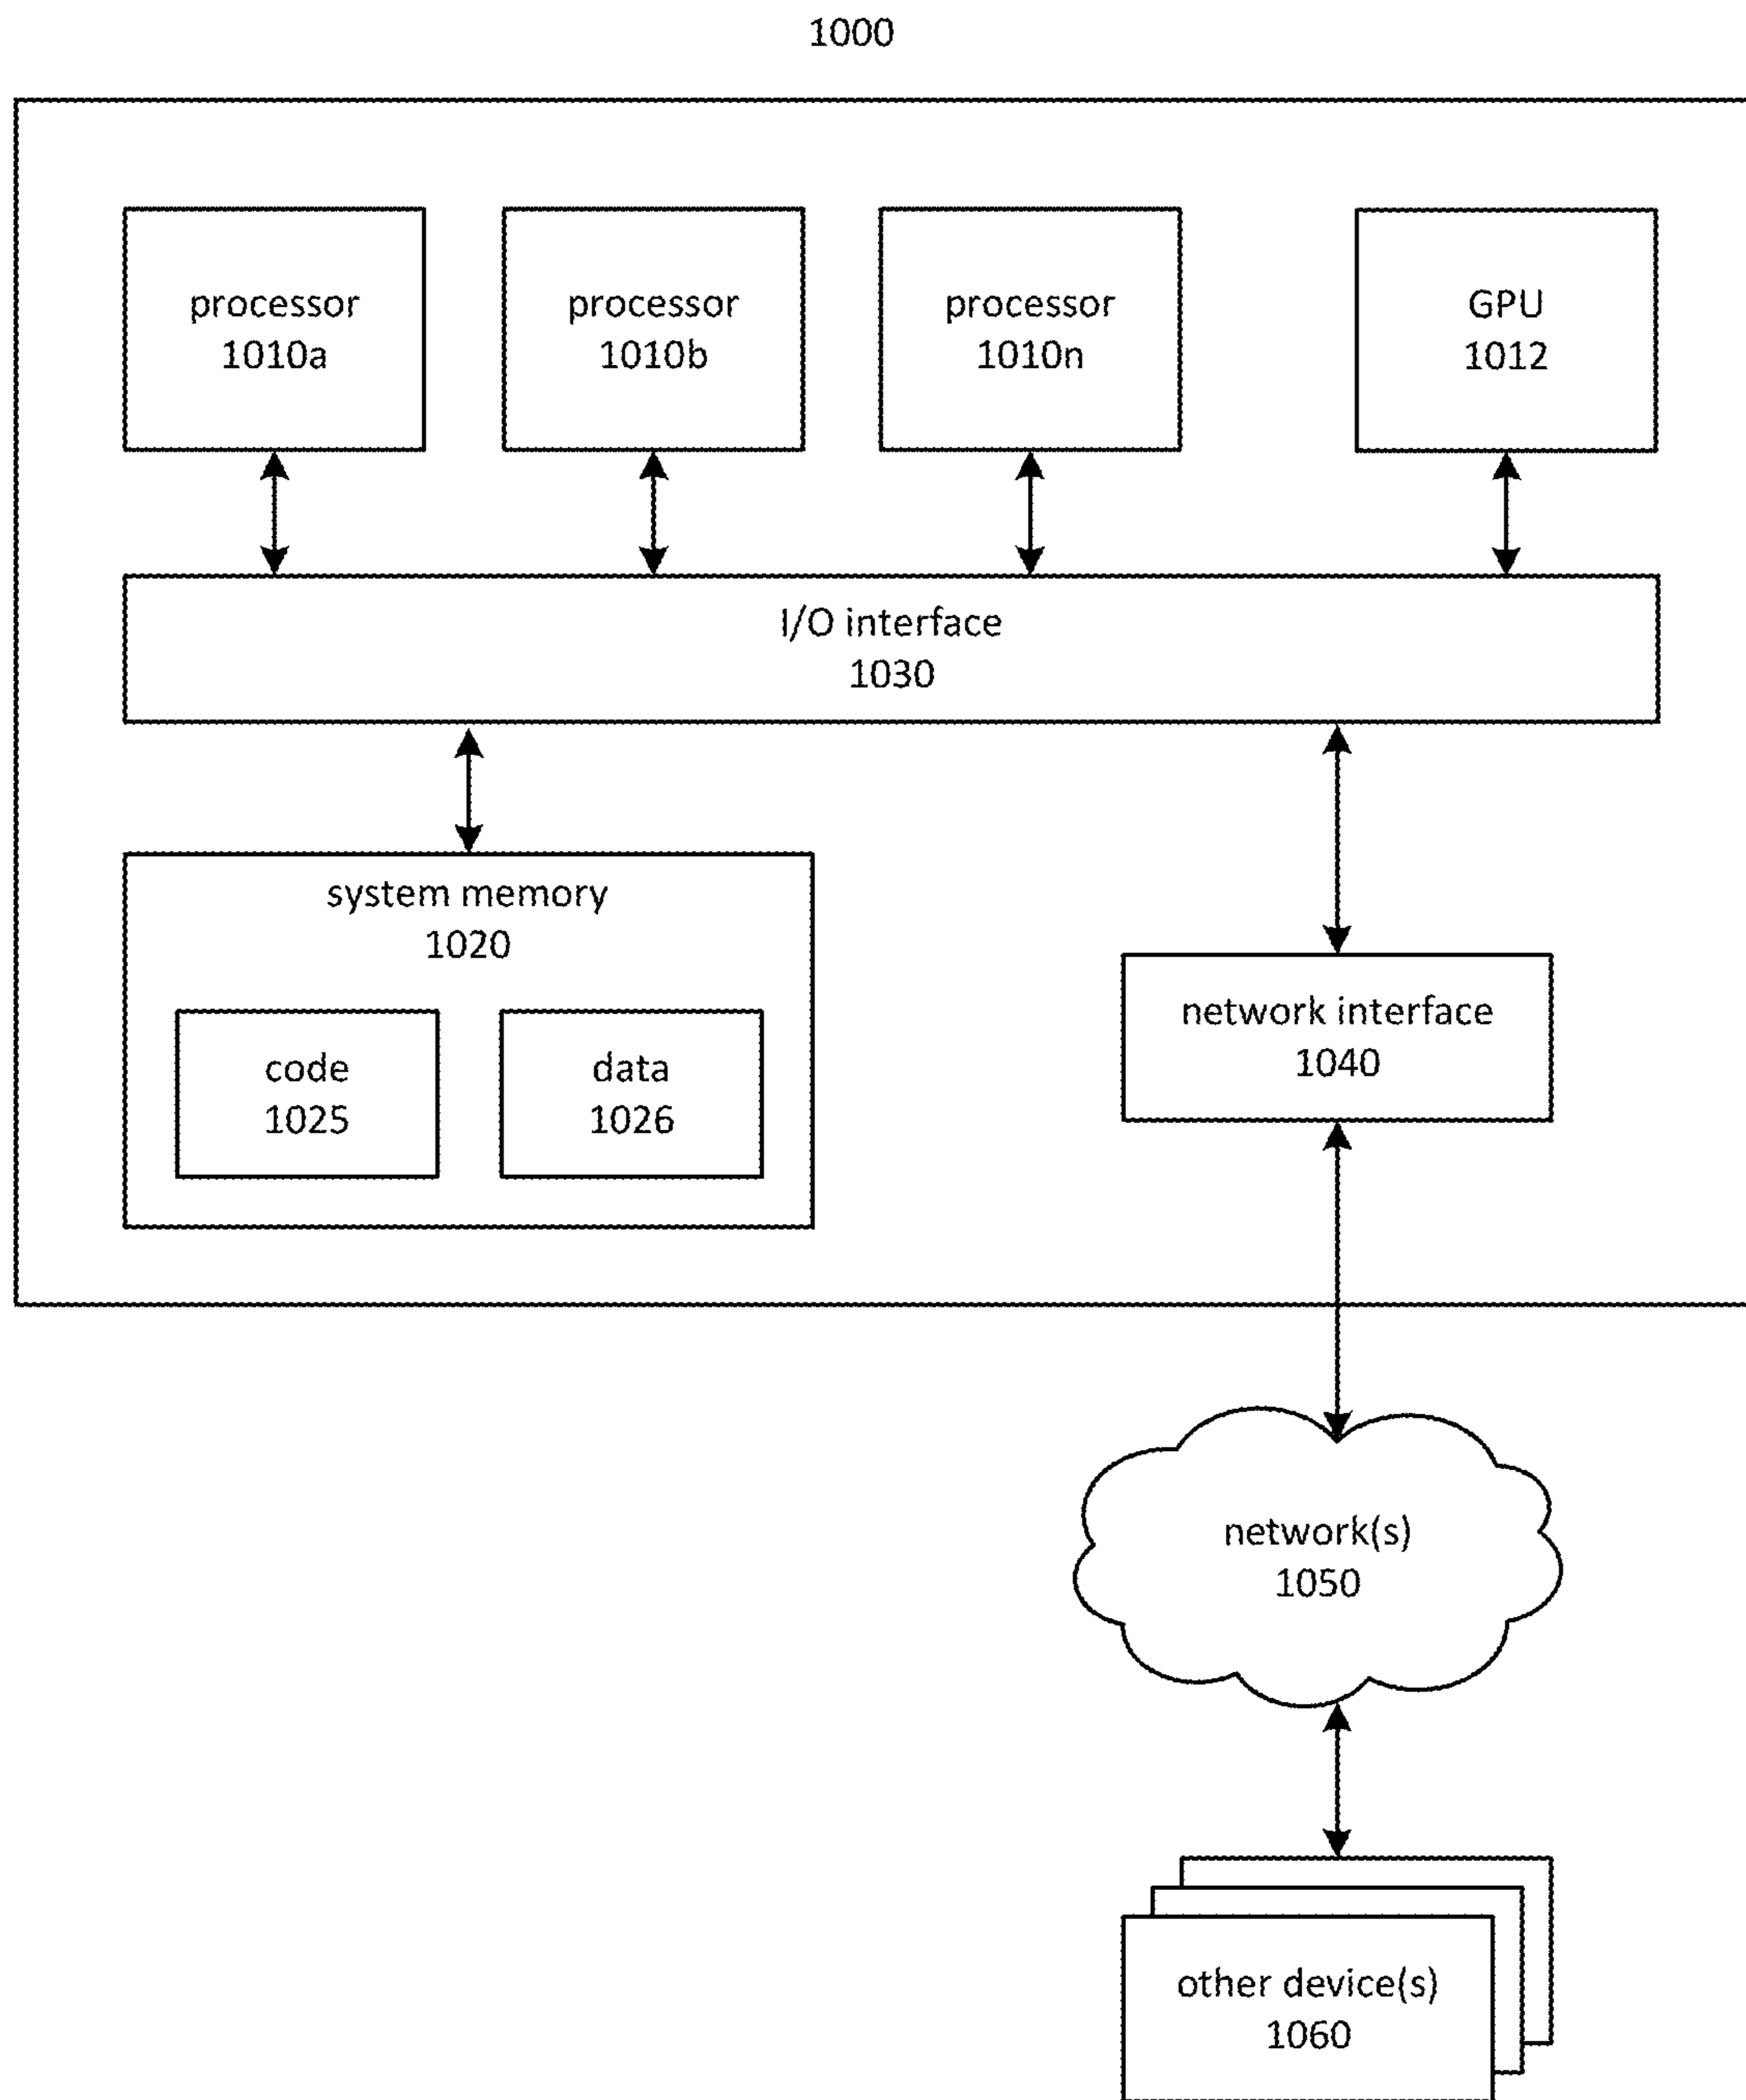 1000
processor
1010a
processor
1010b
processor
1010n
GPU
1012
I/O interface
1030
system memory
1020
code
1025
data
1026
network interface
1040
network(s)
1050
other device(s)
1060